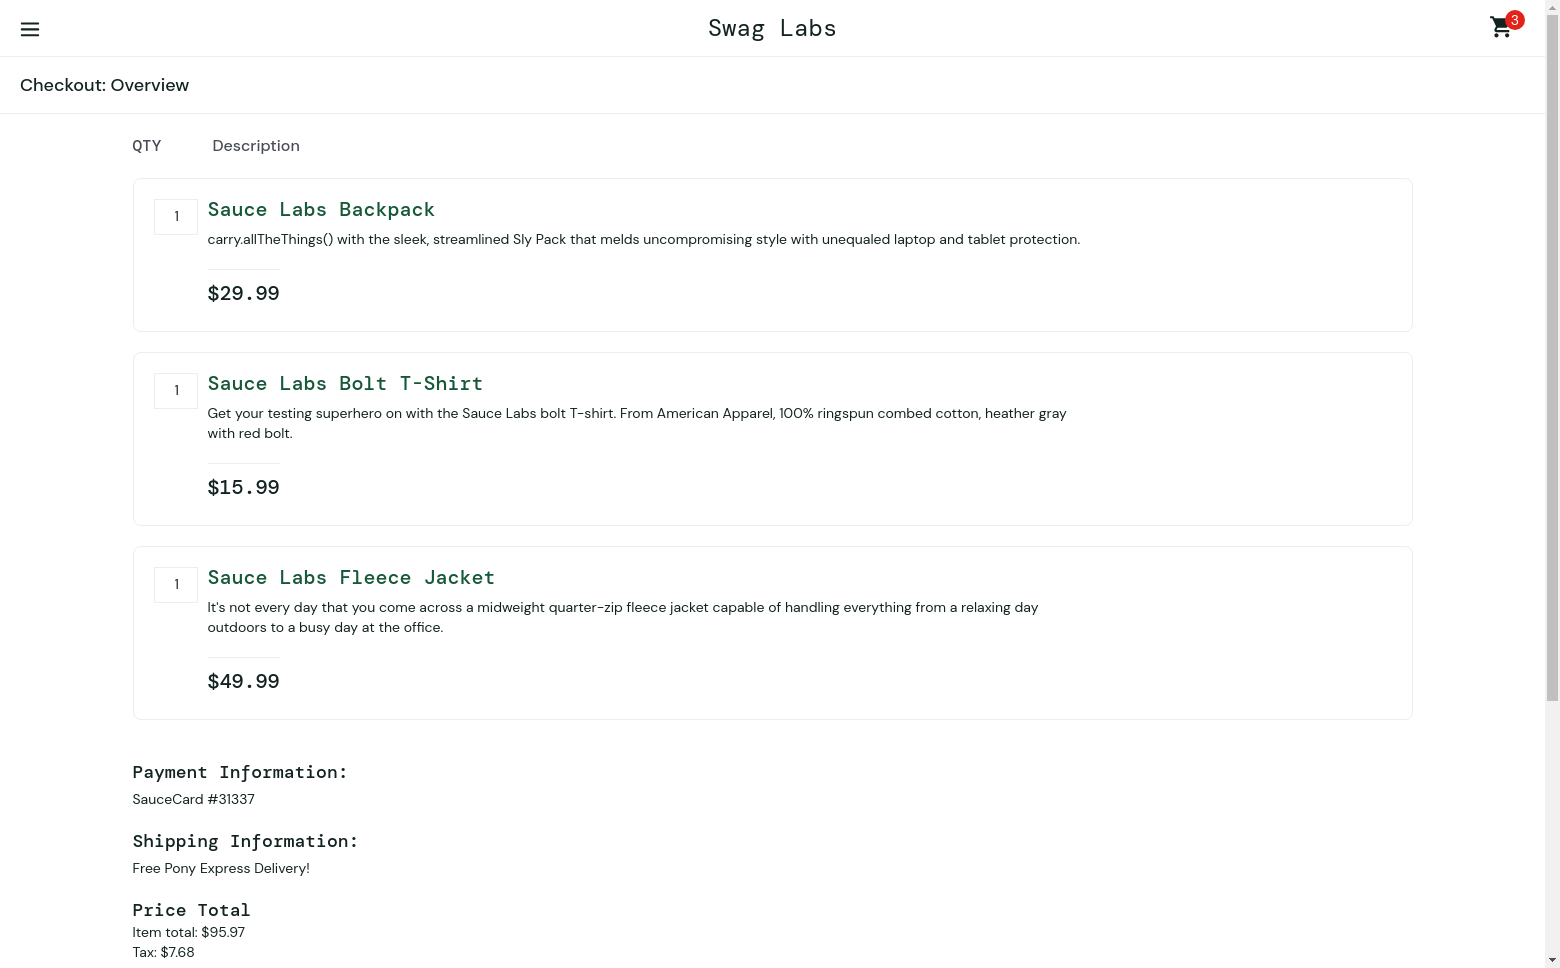 Swag Labs
3
Checkout: Overview
QTY Description
1
Sauce Labs Backpack
carry.allTheThings() with the sleek, streamlined Sly Pack that melds uncompromising style with unequaled laptop and tablet protection.
$29.99
1
Sauce Labs Bolt T-Shirt
Get your testing superhero on with the Sauce Labs bolt T-shirt. From American Apparel, 100% ringspun combed cotton, heather gray
with red bolt.
$15.99
1
Sauce Labs Fleece Jacket
It's not every day that you come across a midweight quarter-zip fleece jacket capable of handling everything from a relaxing day
outdoors to a busy day at the office.
$49.99
Payment Information:
SauceCard #31337
Shipping Information:
Free Pony Express Delivery!
Price Total
Item total: $95.97
Tax: $7.68